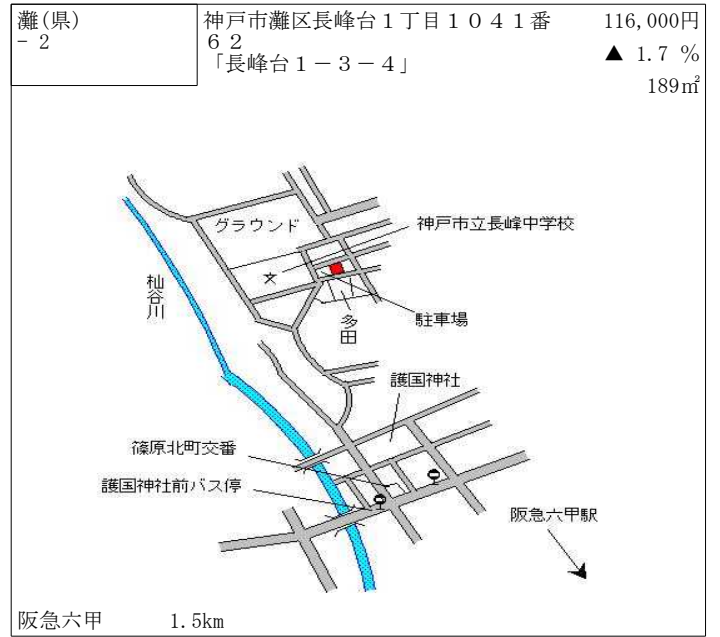 灘(県)
－２
神戸市灘区長峰台１丁目１０４１番
６２
「長峰台１－３－４」
116,000円
▲ 1.7 %
189㎡
グラウンド
神戸市立長峰中学校
文
杣谷川
多田
駐車場
護国神社
篠原北町交番
護国神社前バス停
阪急六甲駅
阪急六甲 1.5km